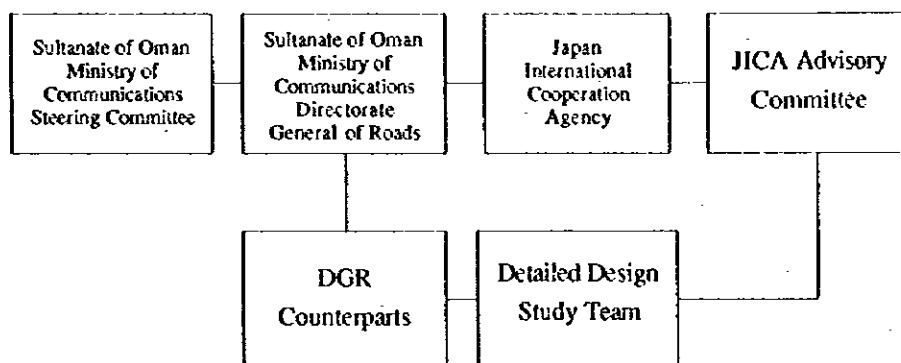 Sultanate of Oman
Ministry of
Communications
Steering Committee
Sultanate of Oman
Ministry of
Communications
Directorate
General of Roads
Japan
International
Cooperation
Agency
JICA Advisory
Committee
DGR
Counterparts
Detailed Design
Study Team